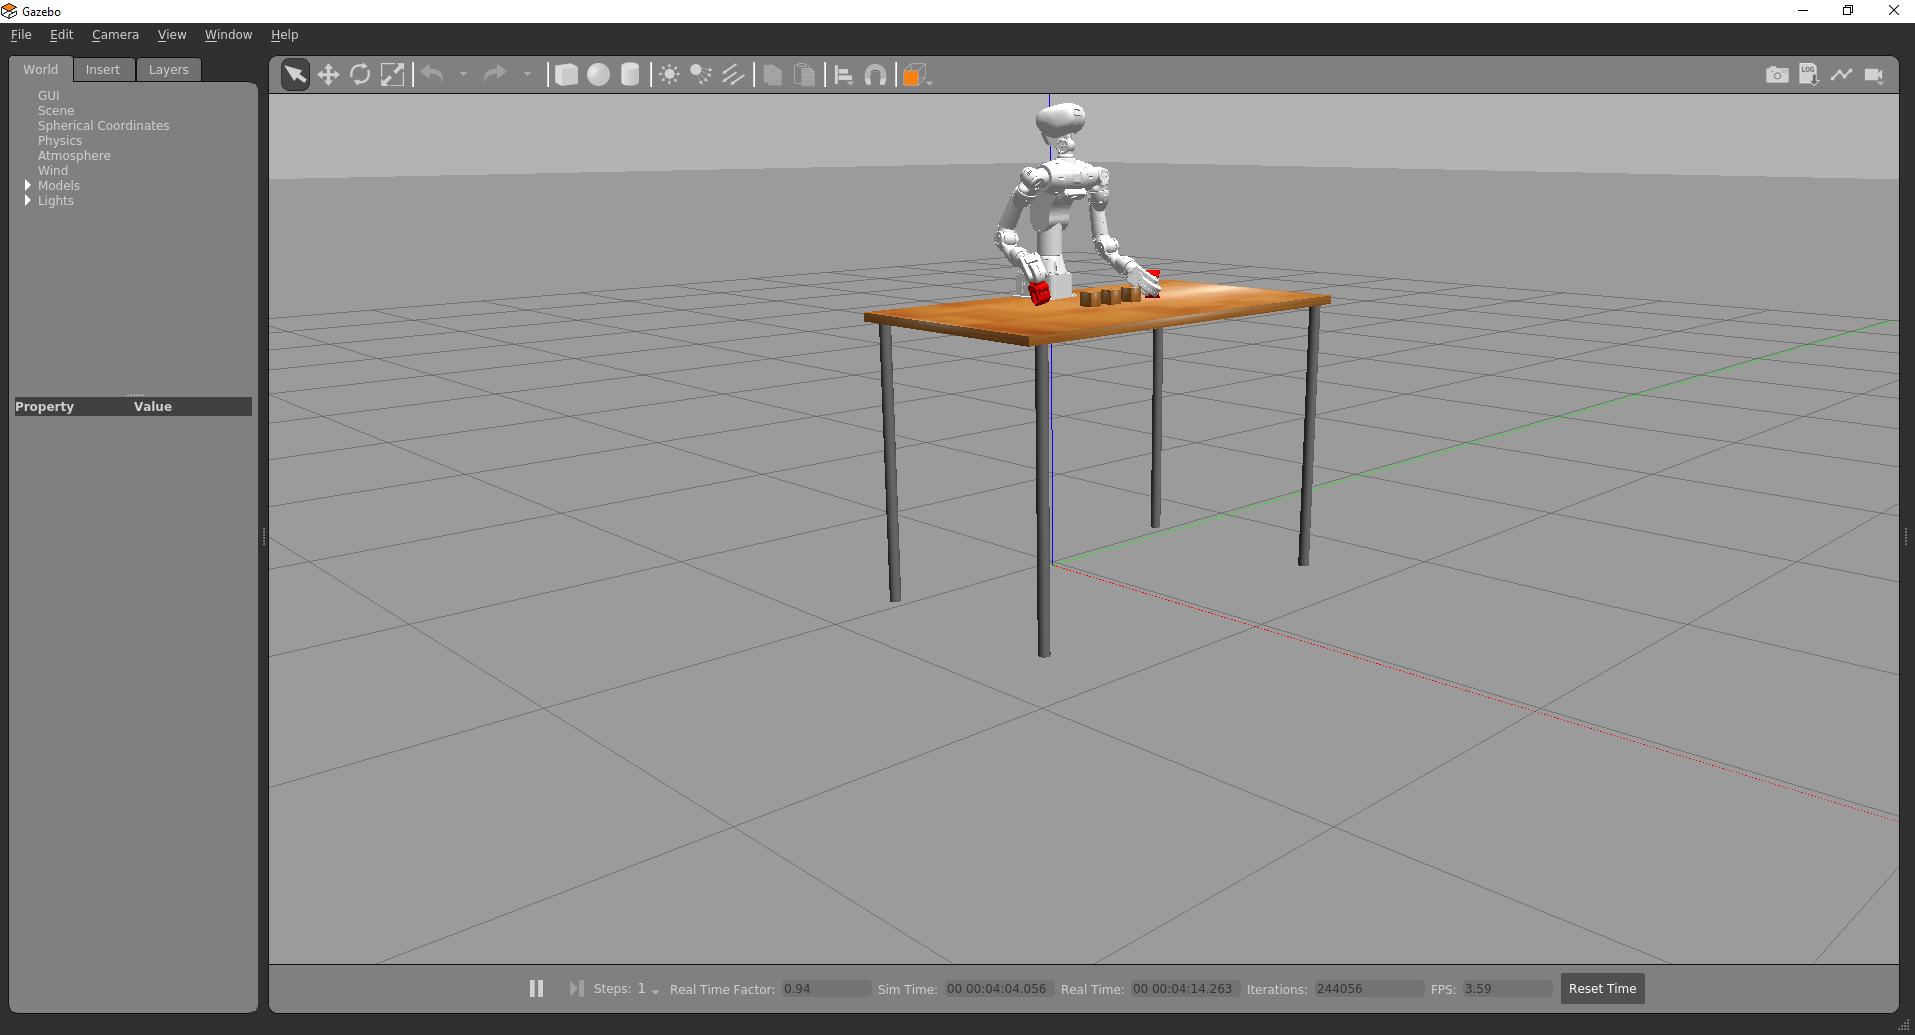 Gazebo
File Edit Camera View Window Help
World Insert Layers
LOG
GUI
Scene
Spherical Coordinates
Physics
Atmosphere
Wind
Models
Lights
Property Value
Steps: 1 Real Time Factor: 0.94 Sim Time: 00 00:04:04.056 Real Time: 00 00:04:14.263 Iterations: 244056 FPS: 3.59 Reset Time